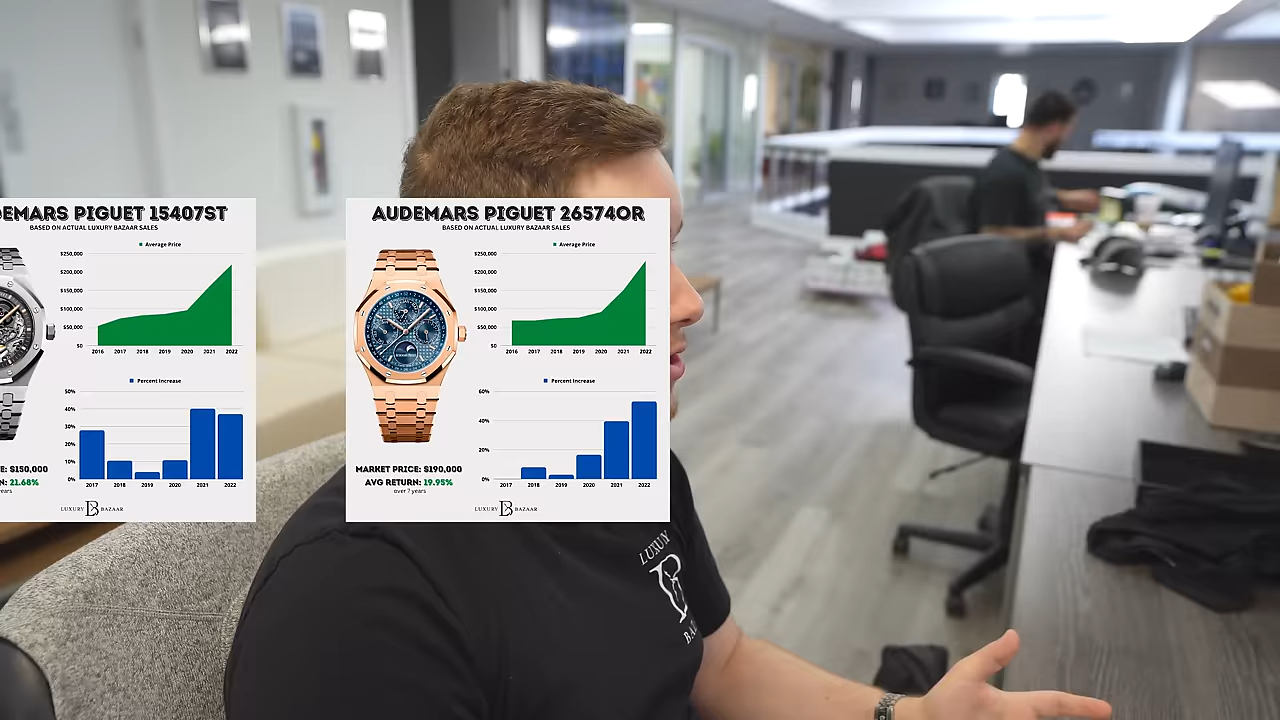 DEMARS PIGUET 15407ST
BASED ON ACTUAL LUXURY BAZAAR SALES
Average Price
$250,000
$200,000
$150,000
$100,000
$50,000
$0
2016 2017 2018 2019 2020 2021 2022
Percent Increase
50%
40%
30%
20%
10%
0%
2017 2018 2019 2020 2021 2022
E: $150,000
N: 21.68%
years
LUXURY B BAZAAR
AUDEMARS PIGUET 26574OR
BASED ON ACTUAL LUXURY BAZAAR SALES
Average Price
$250,000
$200,000
$150,000
$100,000
$50,000
$0
2016 2017 2018 2019 2020 2021 2022
Percent Increase
60%
40%
20%
0%
2017 2018 2019 2020 2021 2022
MARKET PRICE: $190,000
AVG RETURN: 19.95%
over 7 years
LUXURY B BAZAAR
LUXURY
B